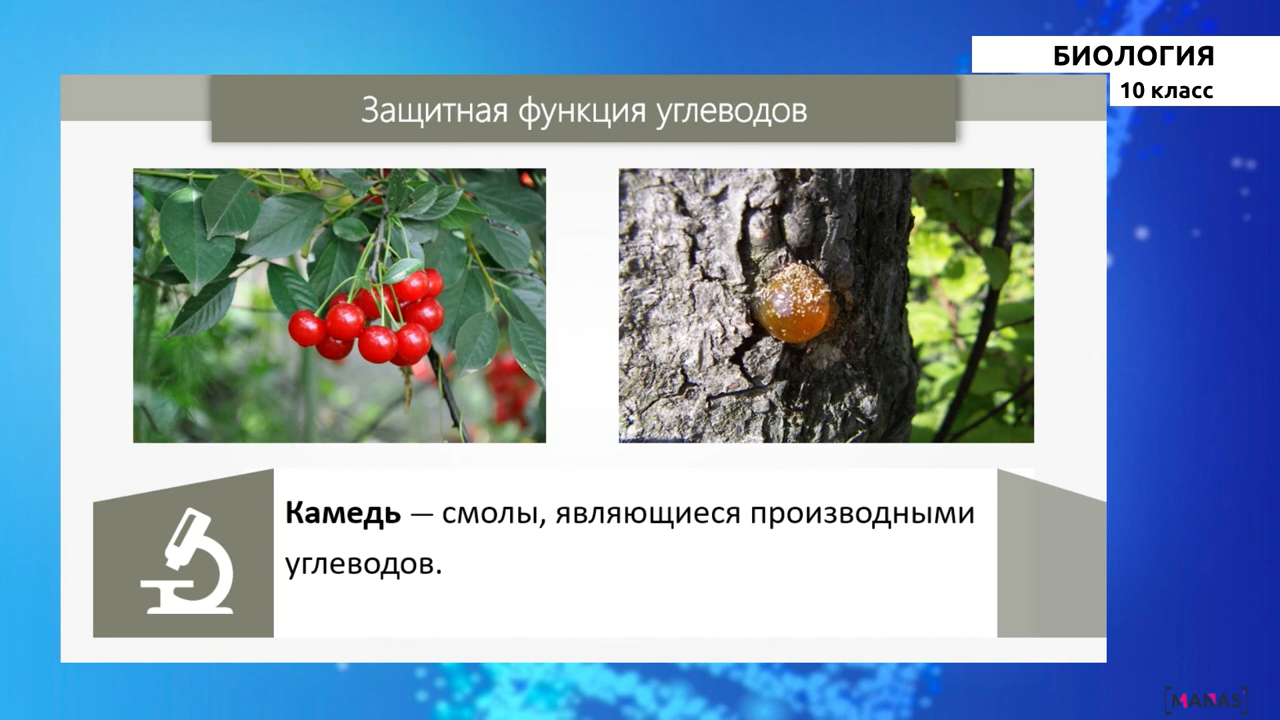 БИОЛОГИЯ
10 класс
Защитная функция углеводов
Камедь — смолы, являющиеся производными
углеводов.
MANAS